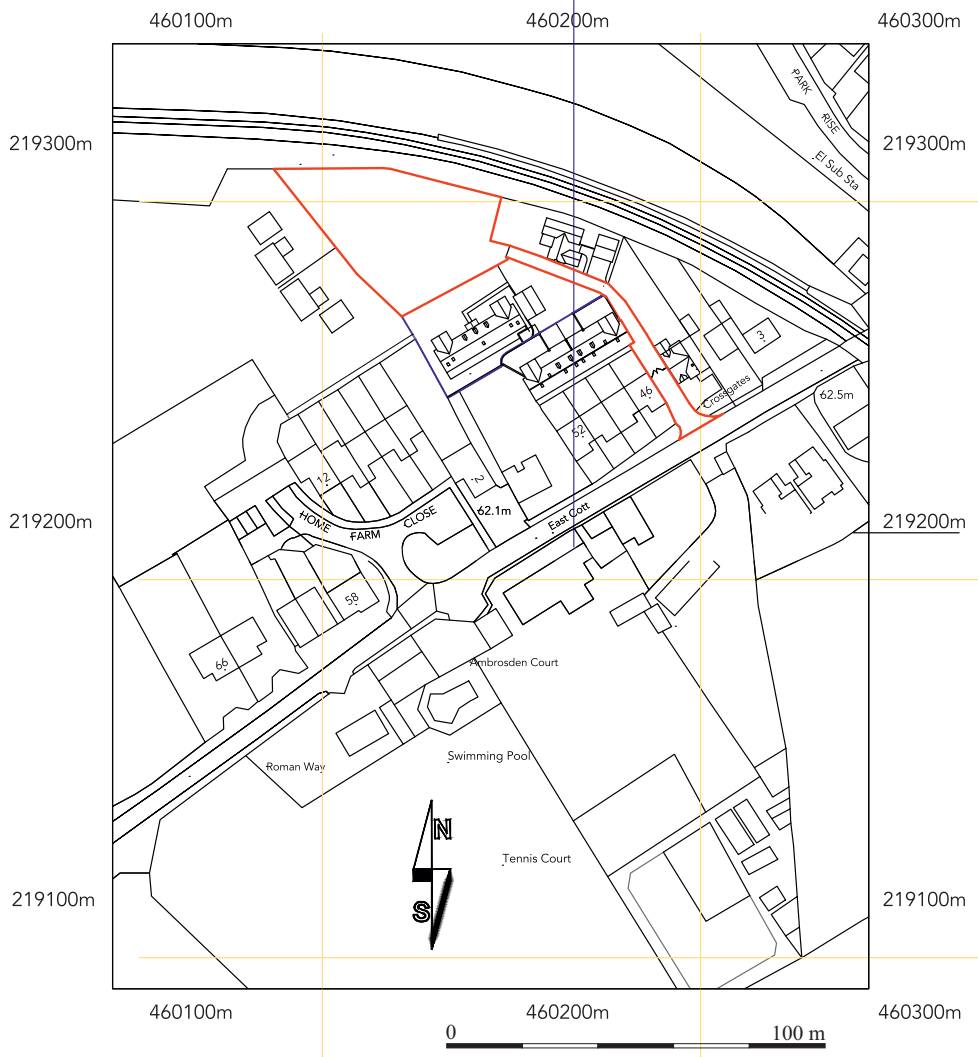 460100m 460200m 460300m
PARK RISE
219300m 219300m
El Sub Sta
3
Crossgates
46
62.5m
52
12
2
62.1m
219200m 219200m
HOME FARM CLOSE
East Cott
58
66
Ambrosden Court
Swimming Pool
Roman Way
N
Tennis Court
S
219100m 219100m
460100m 460200m 460300m
0 100 m